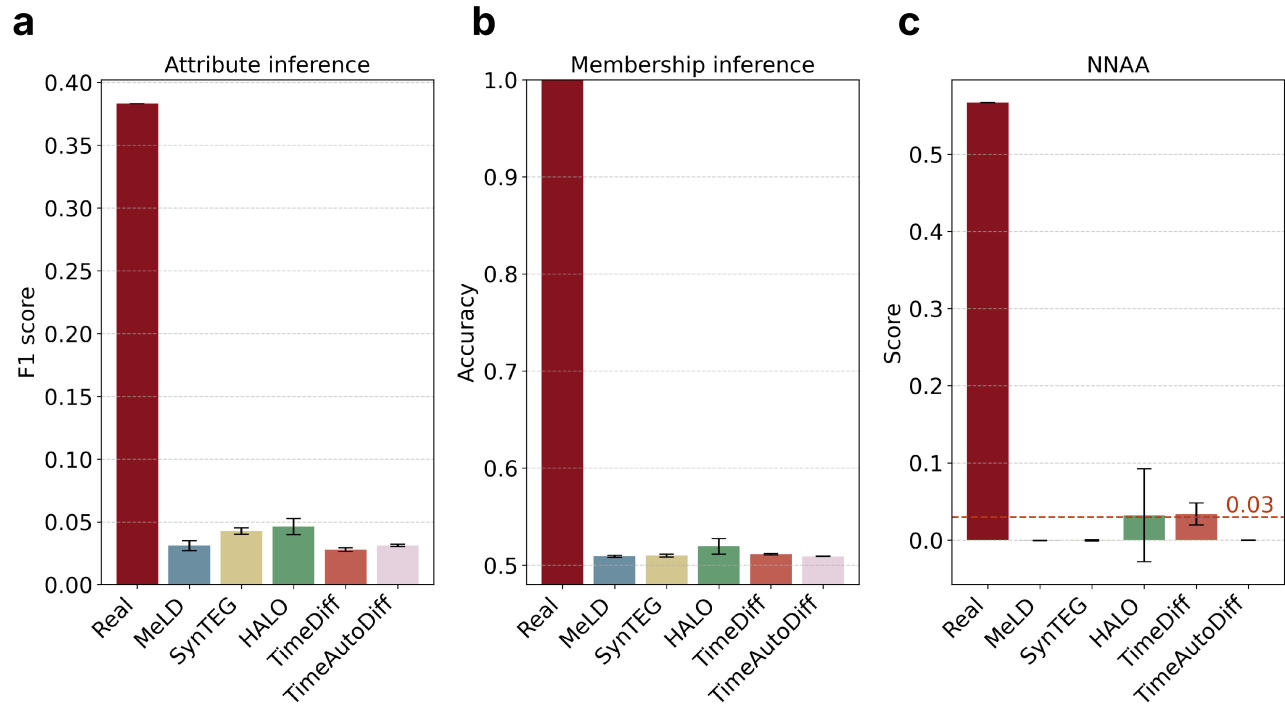 a
Attribute inference
F1 score
0.40
0.35
0.30
0.25
0.20
0.15
0.10
0.05
0.00
Real
MeLD
SynTEG
HALO
TimeDiff
TimeAutoDiff
b
Membership inference
Accuracy
1.0
0.9
0.8
0.7
0.6
0.5
Real
MeLD
SynTEG
HALO
TimeDiff
TimeAutoDiff
c
NNAA
Score
0.5
0.4
0.3
0.2
0.1
0.0
0.03
Real
MeLD
SynTEG
HALO
TimeDiff
TimeAutoDiff